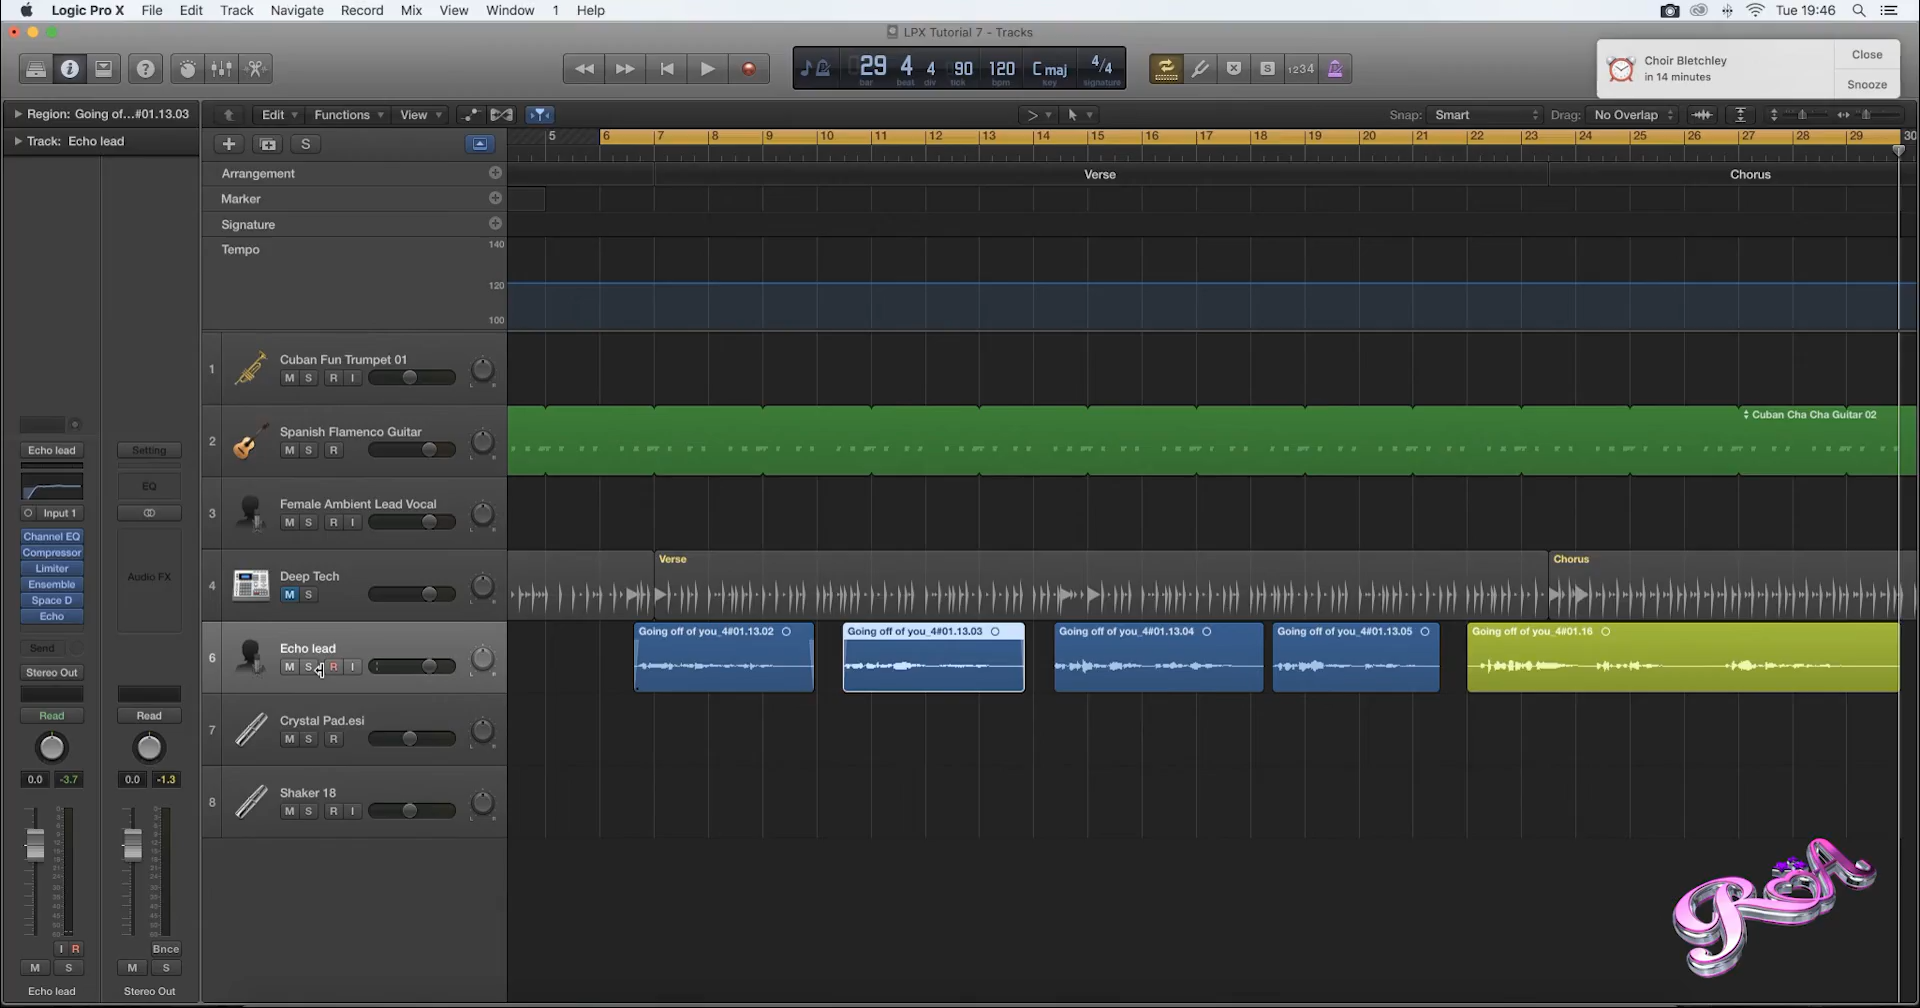 Logic Pro X File Edit Track Navigate Record Mix View Window 1 Help Tue 19:46
LPX Tutorial 7 - Tracks
29 4 4 90 120 C maj 4/4
bar beat div tick bpm key signature
1234
Choir Bletchley
in 14 minutes
Close
Snooze
Region: Going of...#01.13.03
Edit Functions View
Snap: Smart Drag: No Overlap
Track: Echo lead
S
5 6 7 8 9 10 11 12 13 14 15 16 17 18 19 20 21 22 23 24 25 26 27 28 29 30
Arrangement
Verse
Chorus
Marker
Signature
Tempo
140
120
100
1
Cuban Fun Trumpet 01
M S R I
2
Spanish Flamenco Guitar
M S R
Cuban Cha Cha Guitar 02
3
Female Ambient Lead Vocal
M S R I
4
Deep Tech
M S
Verse
Chorus
6
Echo lead
M S R I
Going off of you_4#01.13.02
Going off of you_4#01.13.03
Going off of you_4#01.13.04
Going off of you_4#01.13.05
Going off of you_4#01.16
7
Crystal Pad.esi
M S R
8
Shaker 18
M S R I
Echo lead
Setting
EQ
Input 1
Channel EQ
Compressor
Limiter
Ensemble
Space D
Echo
Audio FX
Send
Stereo Out
Read
Read
0.0 -3.7
0.0 -1.3
I R
Bnce
M S
M S
Echo lead
Stereo Out